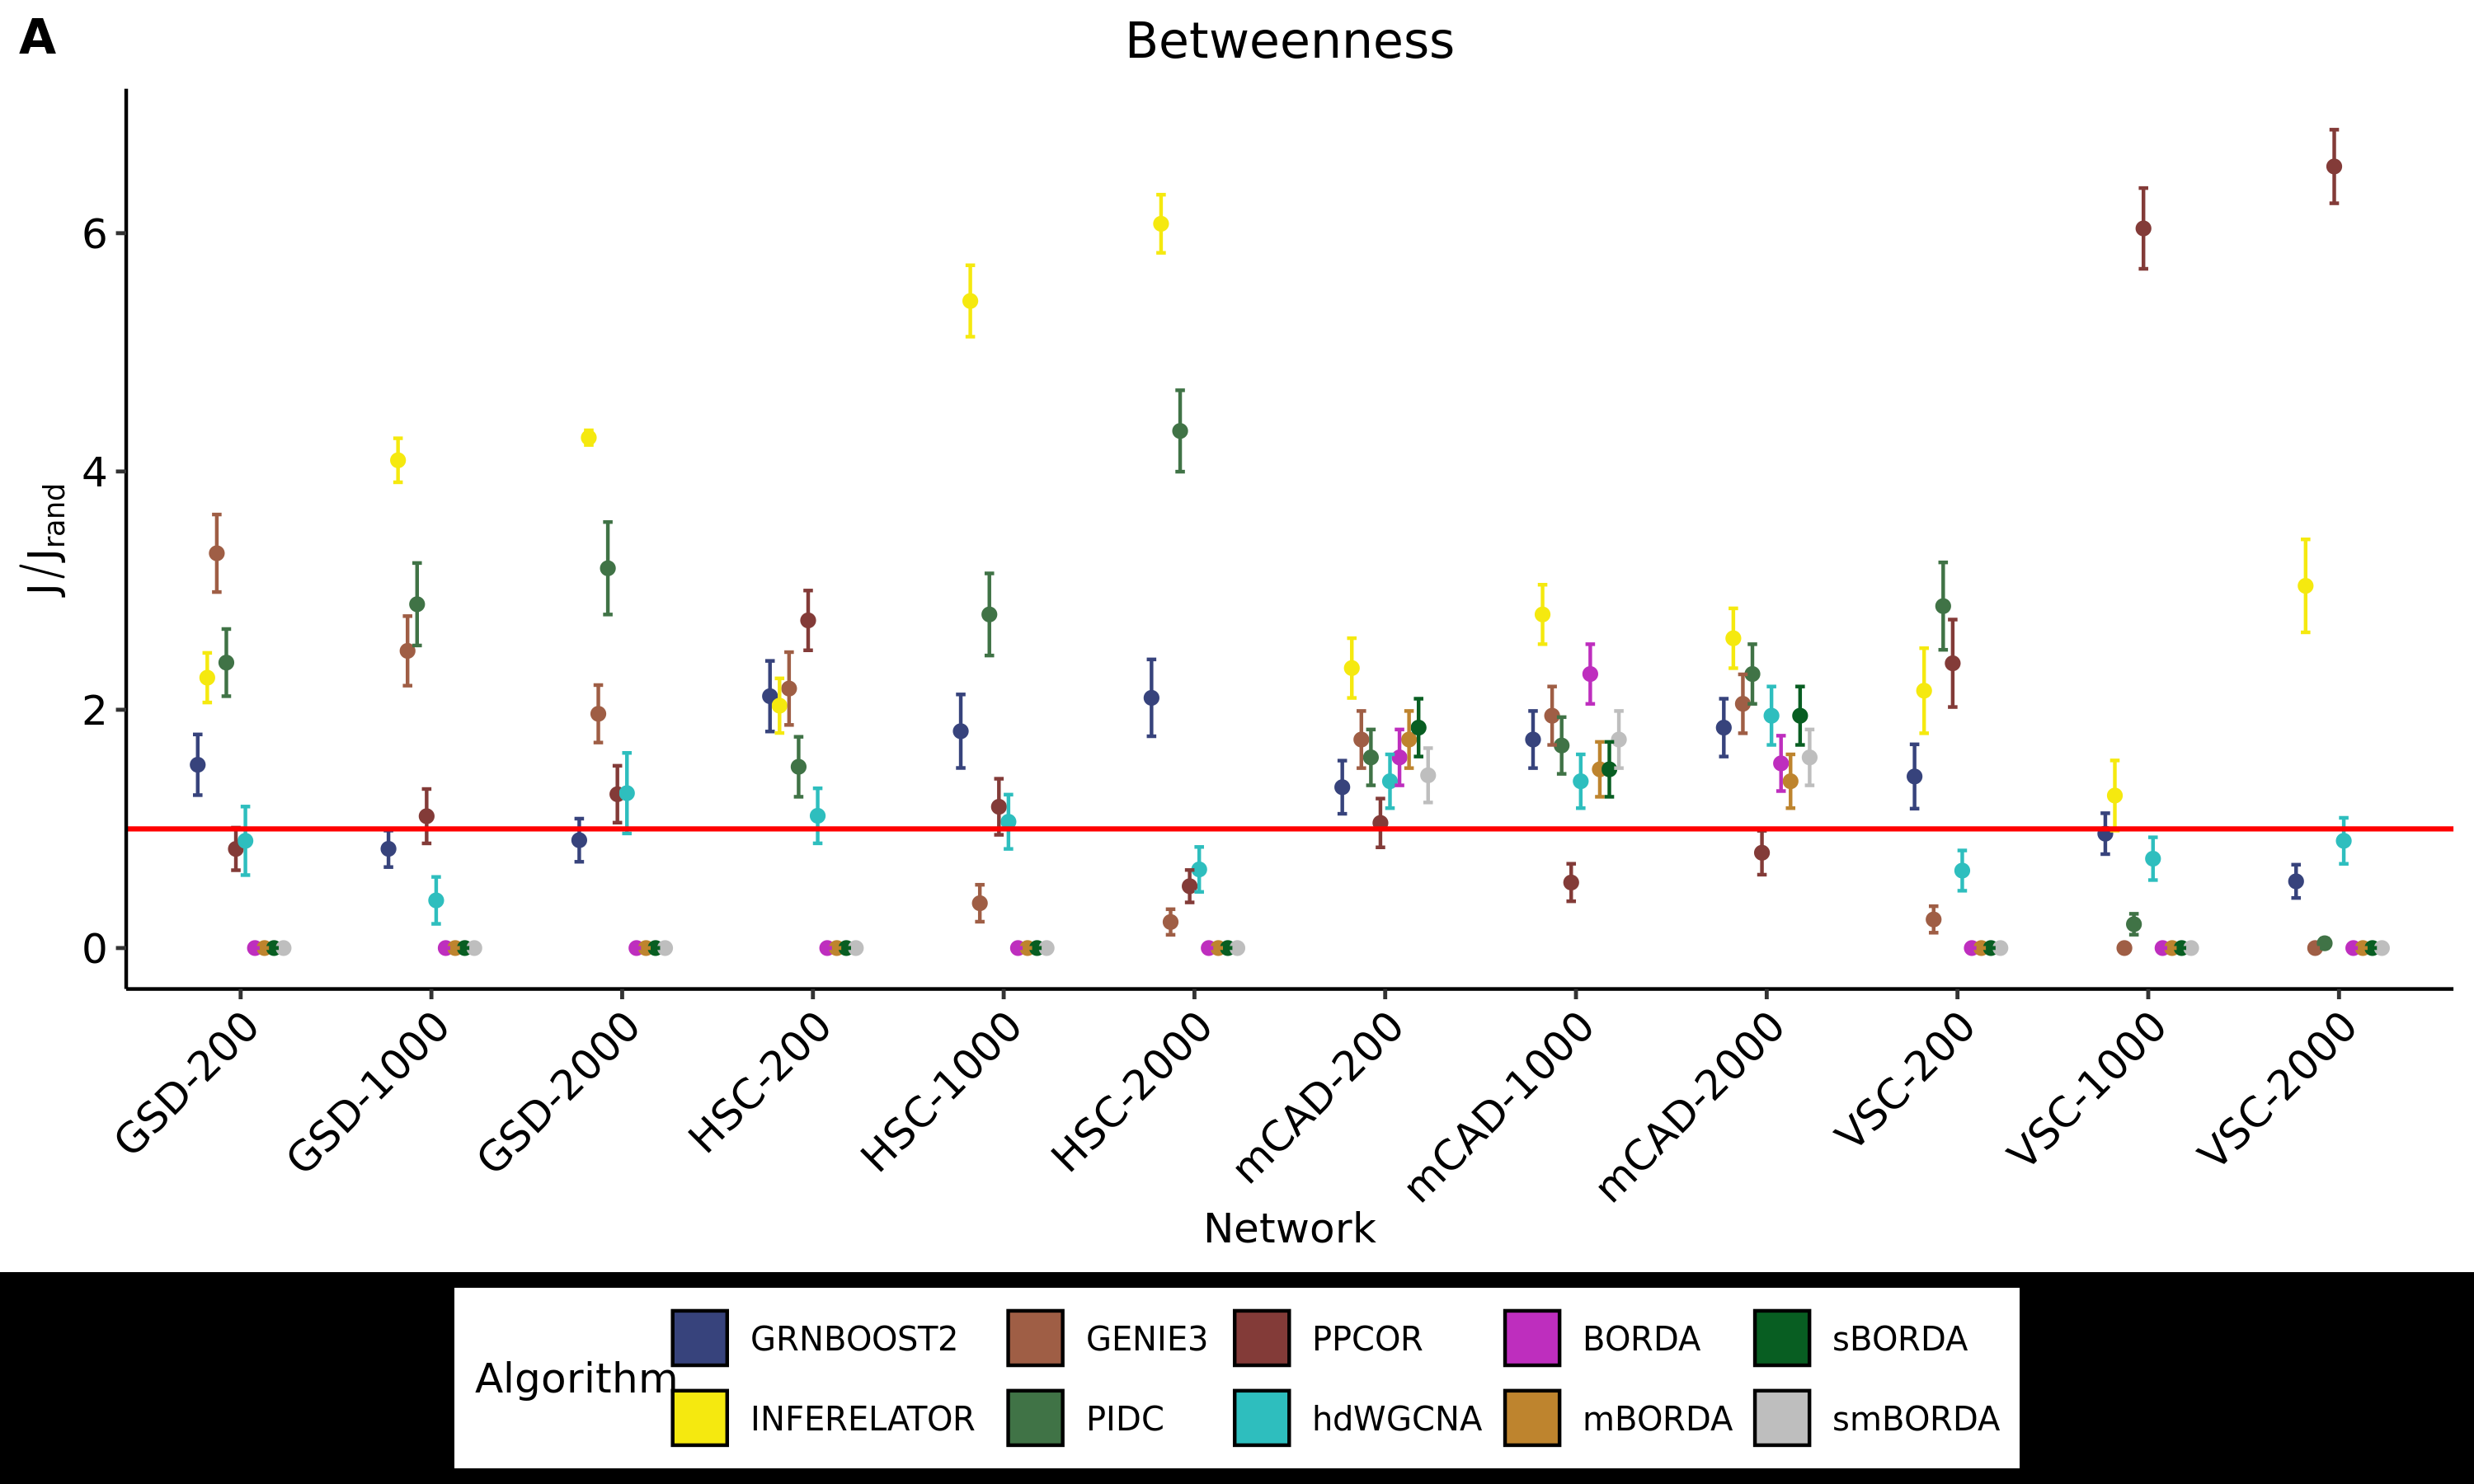 A
Betweenness
6
4
2
0
J/Jrand
GSD-200
GSD-1000
GSD-2000
HSC-200
HSC-1000
HSC-2000
mCAD-200
mCAD-1000
mCAD-2000
VSC-200
VSC-1000
VSC-2000
Network
Algorithm
GRNBOOST2 GENIE3 PPCOR BORDA sBORDA
INFERELATOR PIDC hdWGCNA mBORDA smBORDA